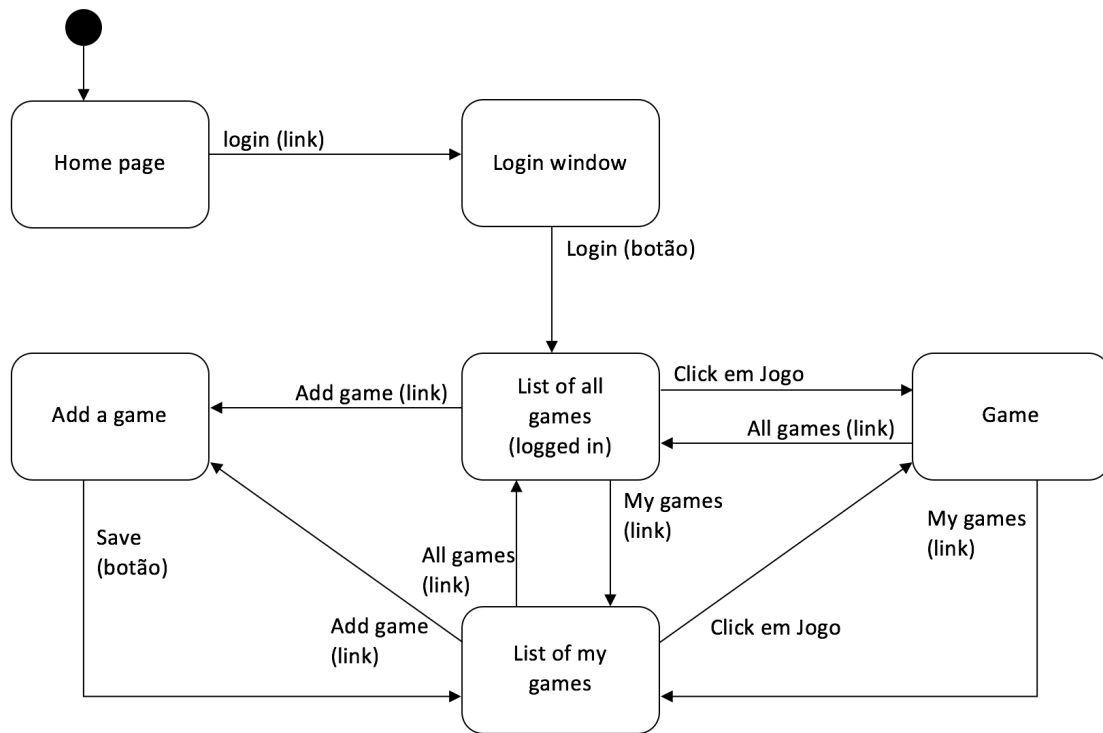 login (link)
Home page
Login window
Login (botão)
List of all
games
(logged in)
Add game (link)
Click em Jogo
Add a game
Game
All games (link)
My games
(link)
My games
(link)
Save
(botão)
All games
(link)
Add game
(link)
Click em Jogo
List of my
games